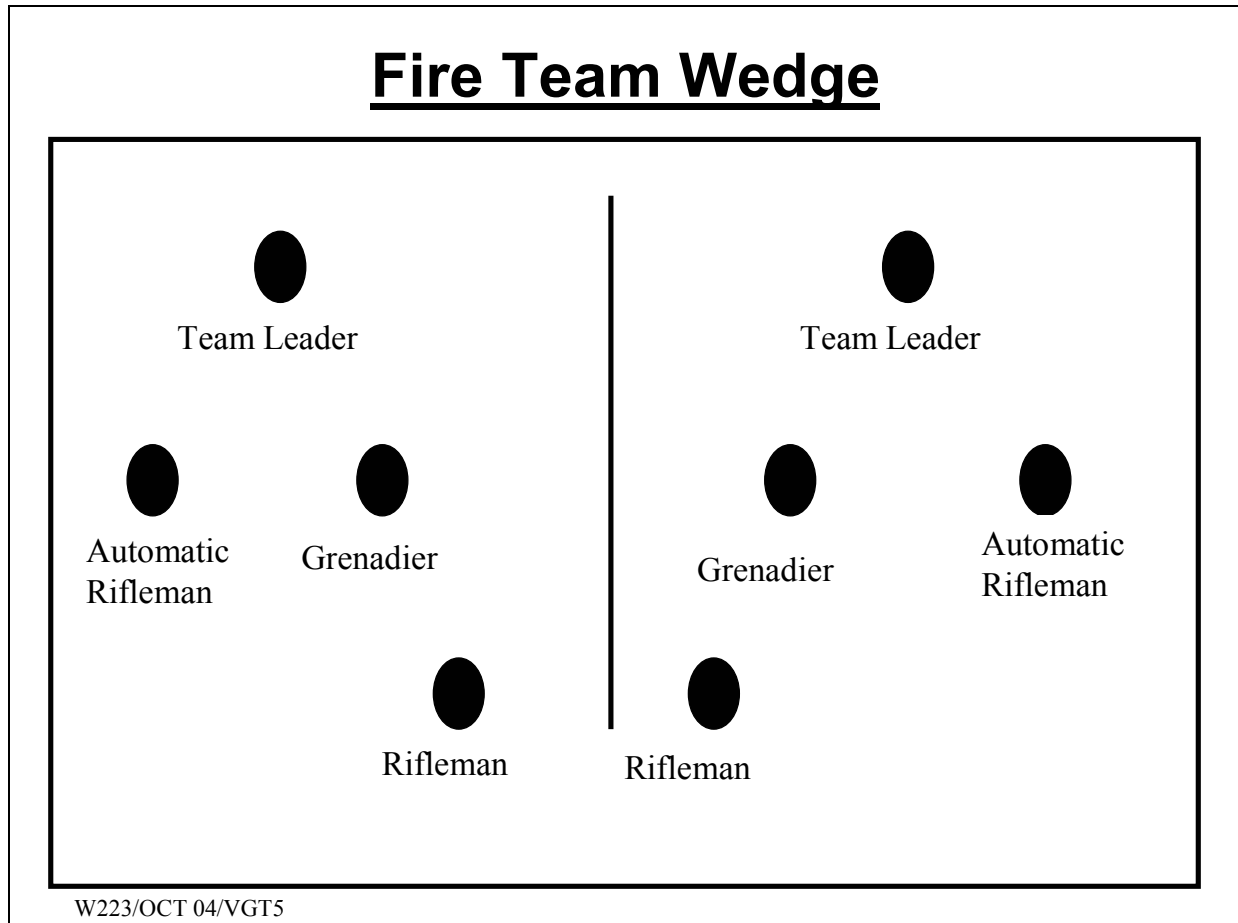 Fire Team Wedge
Team Leader
Team Leader
Automatic
Rifleman
Grenadier
Grenadier
Automatic
Rifleman
Rifleman
Rifleman
W223/OCT 04/VGT5